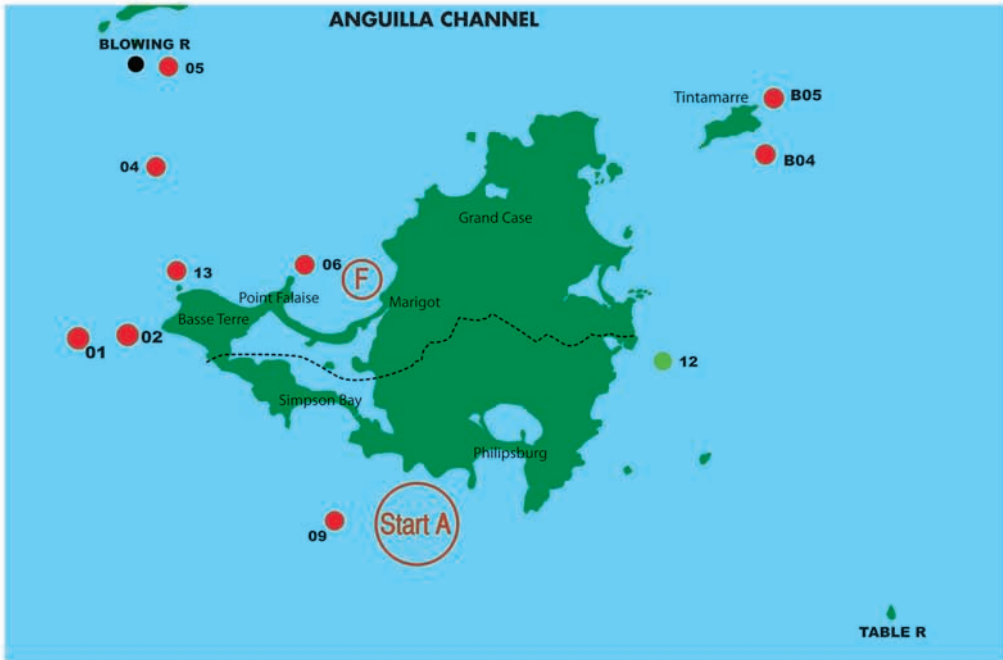 ANGUILLA CHANNEL
BLOWING R
05
Tintamarre
B05
B04
04
Grand Case
06
F
13
Point Falaise
Marigot
Basse Terre
01
02
12
Simpson Bay
Philipsburg
09
Start A
TABLE R